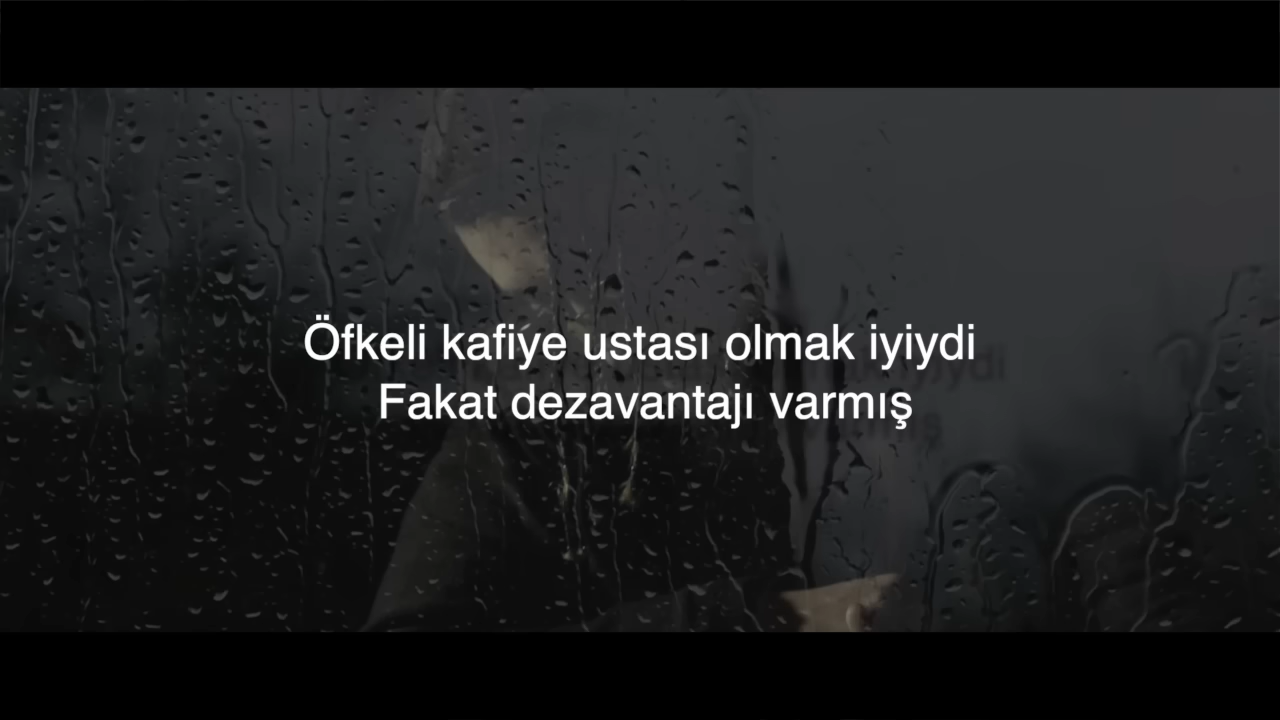 Öfkeli kafiye ustası olmak iyiydi
Fakat dezavantajı varmış